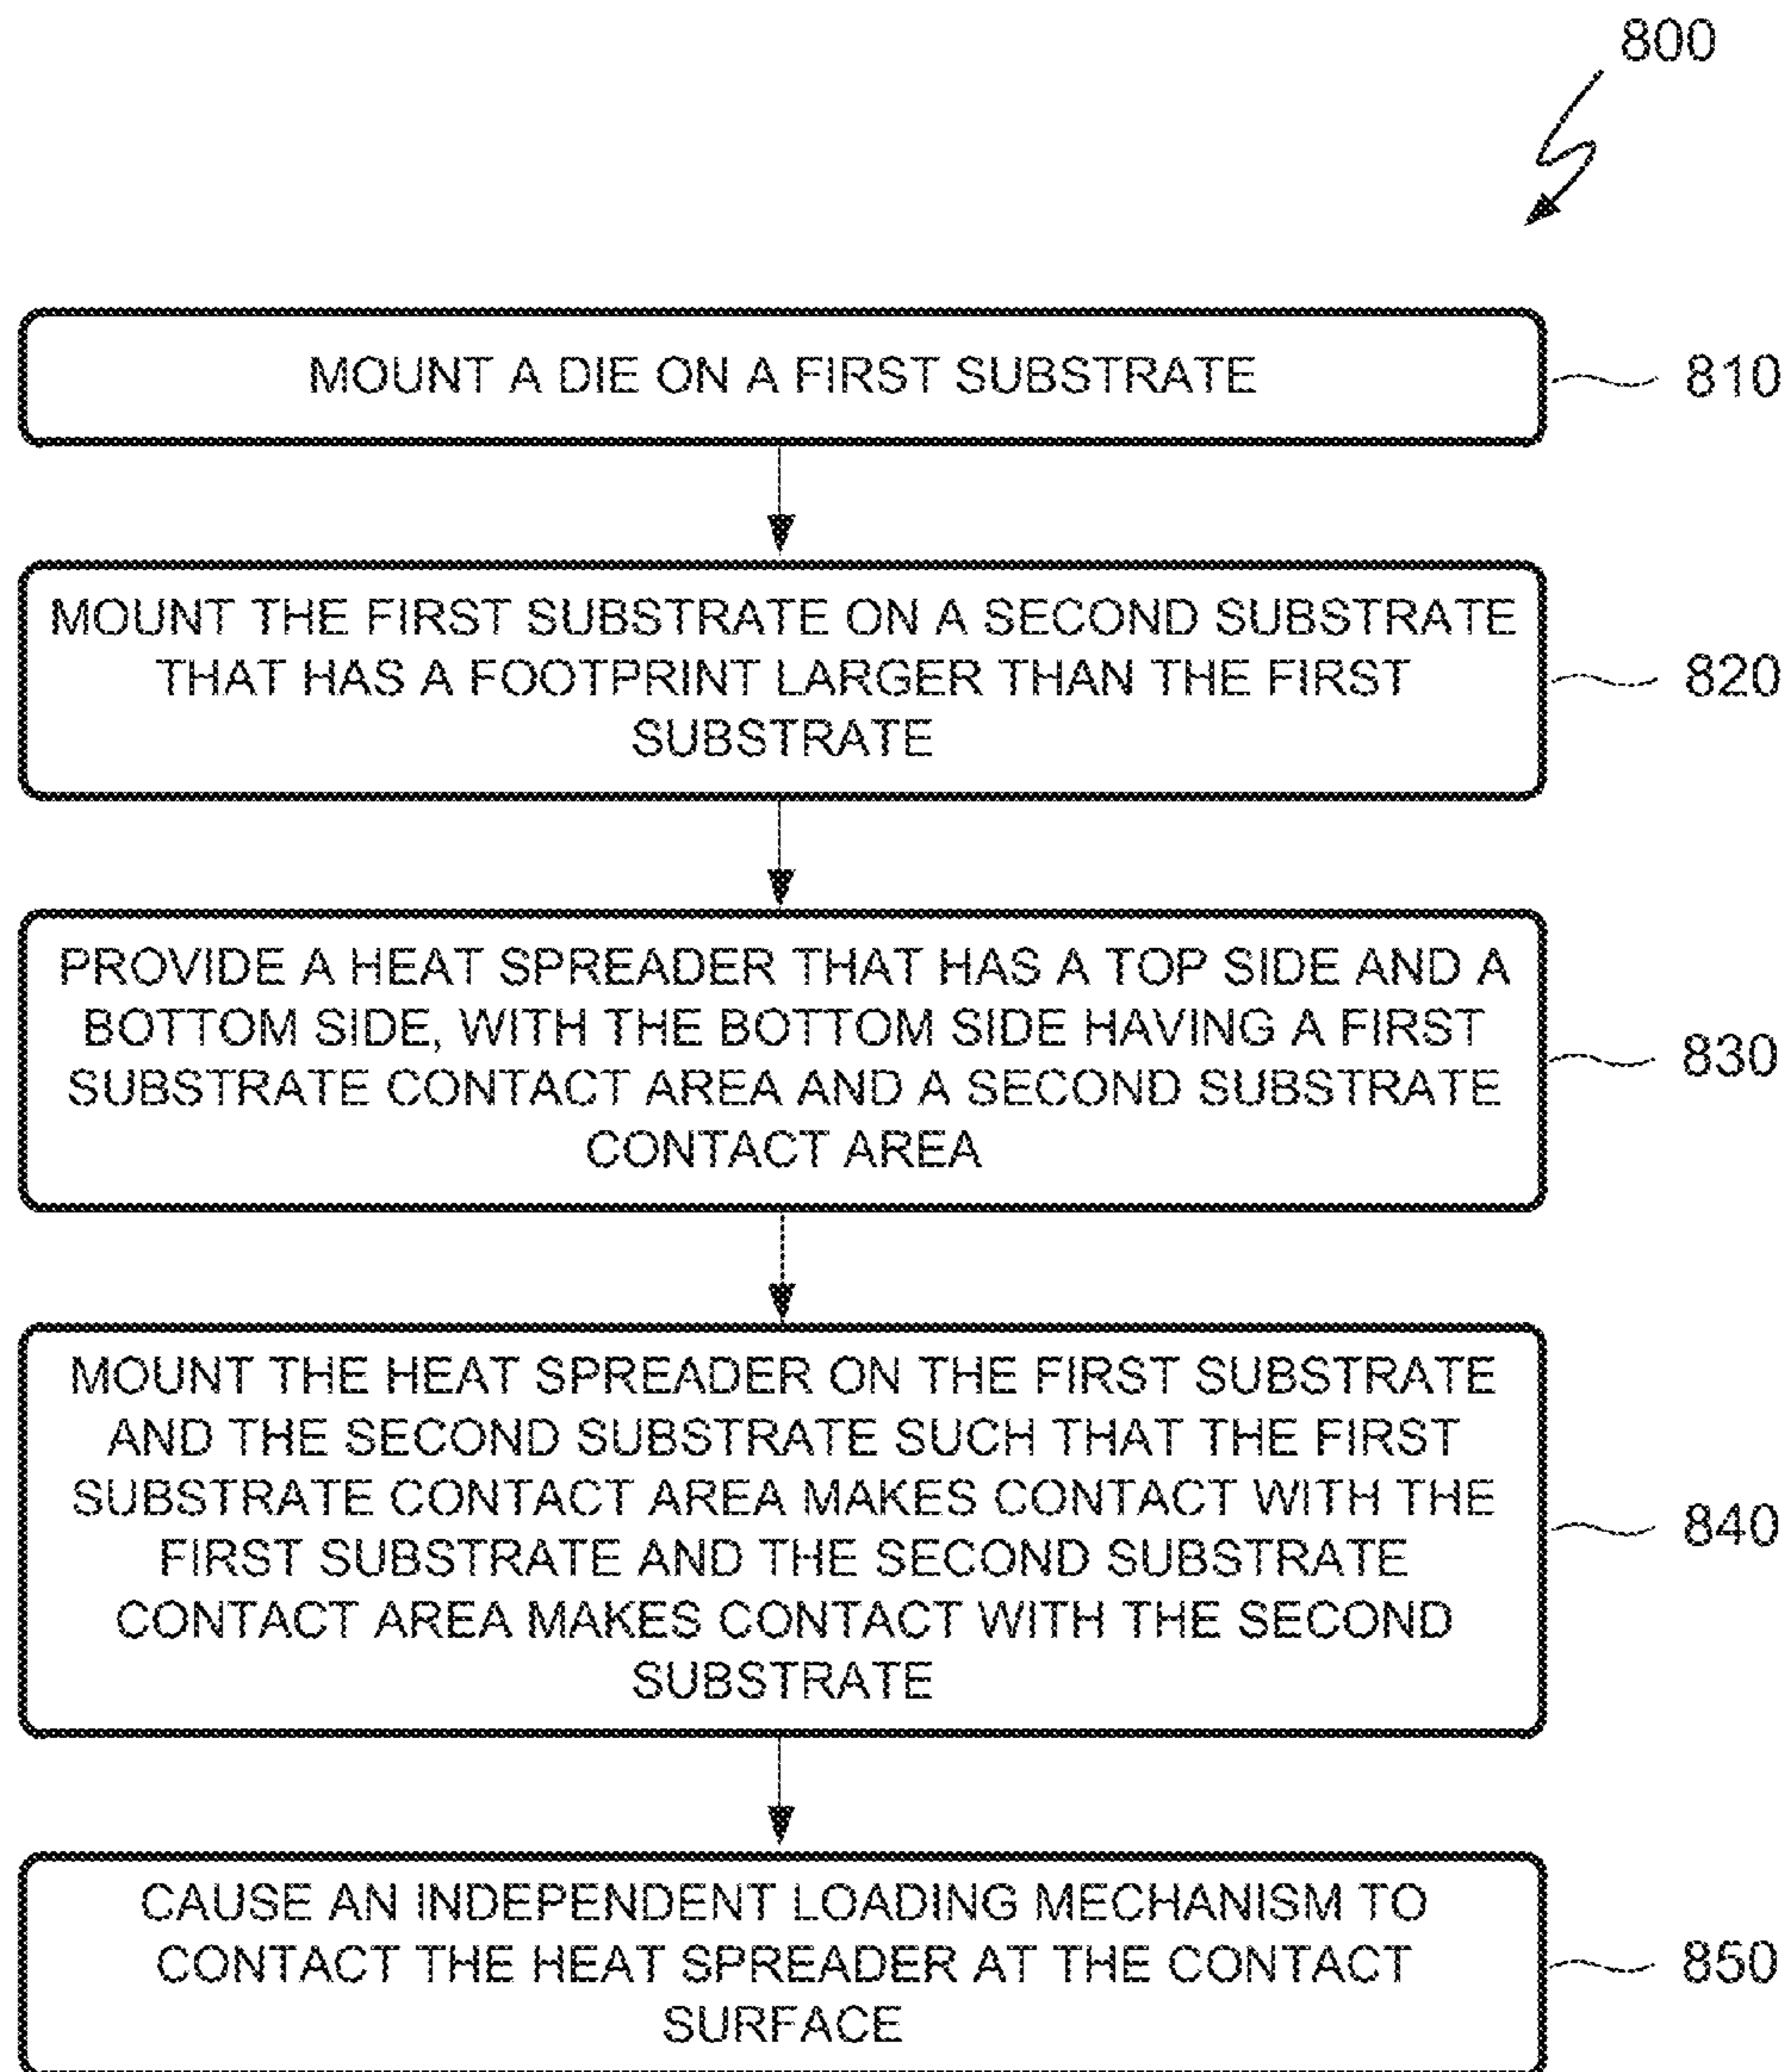 800
MOUNT A DIE ON A FIRST SUBSTRATE
810
MOUNT THE FIRST SUBSTRATE ON A SECOND SUBSTRATE
THAT HAS A FOOTPRINT LARGER THAN THE FIRST
SUBSTRATE
820
PROVIDE A HEAT SPREADER THAT HAS A TOP SIDE AND A
BOTTOM SIDE, WITH THE BOTTOM SIDE HAVING A FIRST
SUBSTRATE CONTACT AREA AND A SECOND SUBSTRATE
CONTACT AREA
830
MOUNT THE HEAT SPREADER ON THE FIRST SUBSTRATE
AND THE SECOND SUBSTRATE SUCH THAT THE FIRST
SUBSTRATE CONTACT AREA MAKES CONTACT WITH THE
FIRST SUBSTRATE AND THE SECOND SUBSTRATE
CONTACT AREA MAKES CONTACT WITH THE SECOND
SUBSTRATE
840
CAUSE AN INDEPENDENT LOADING MECHANISM TO
CONTACT THE HEAT SPREADER AT THE CONTACT
SURFACE
850